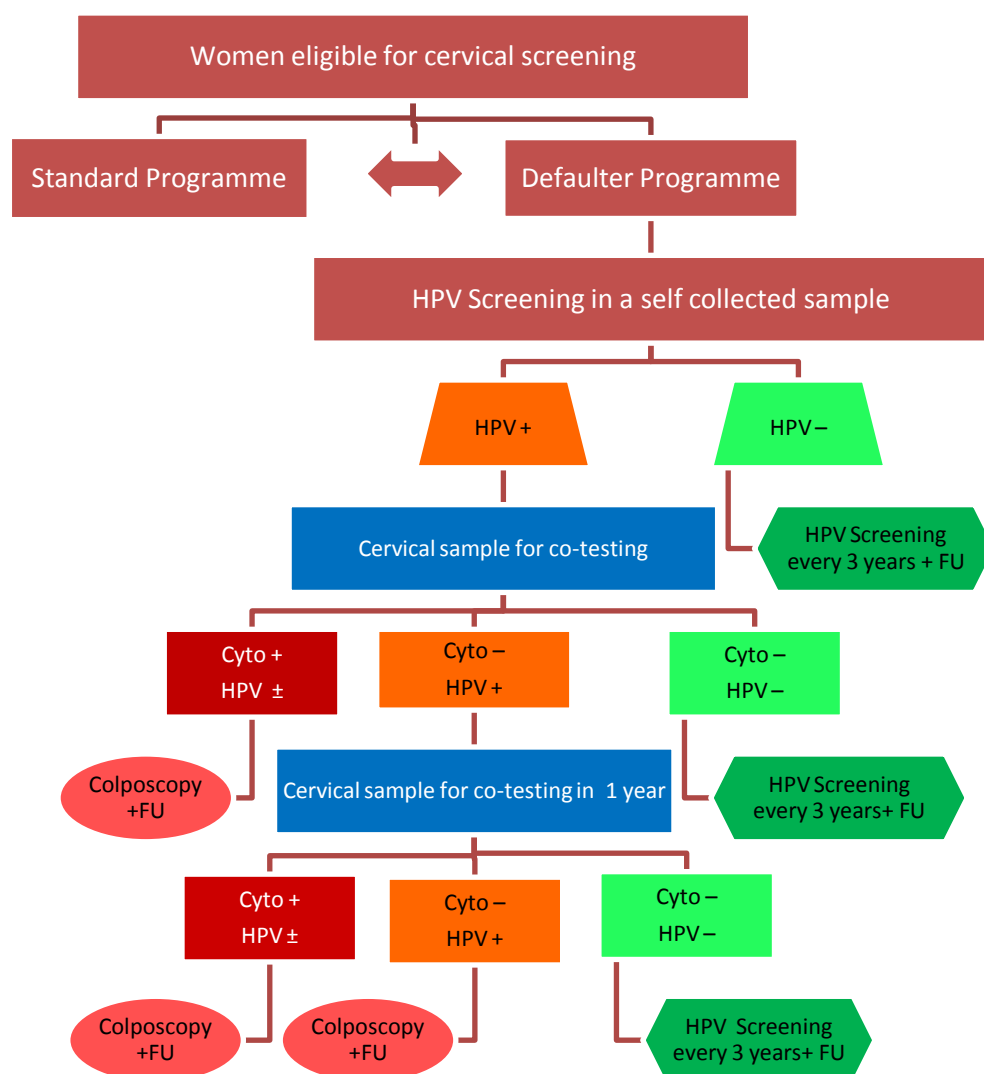 Women eligible for cervical screening
Standard Programme
Defaulter Programme
HPV Screening in a self collected sample
HPV +
HPV –
Cervical sample for co-testing
HPV Screening
every 3 years + FU
Cyto +
HPV ±
Cyto –
HPV +
Cyto –
HPV –
Colposcopy
+FU
Cervical sample for co-testing in 1 year
HPV Screening
every 3 years+ FU
Cyto +
HPV ±
Cyto –
HPV +
Cyto –
HPV –
Colposcopy
+FU
Colposcopy
+FU
HPV Screening
every 3 years+ FU